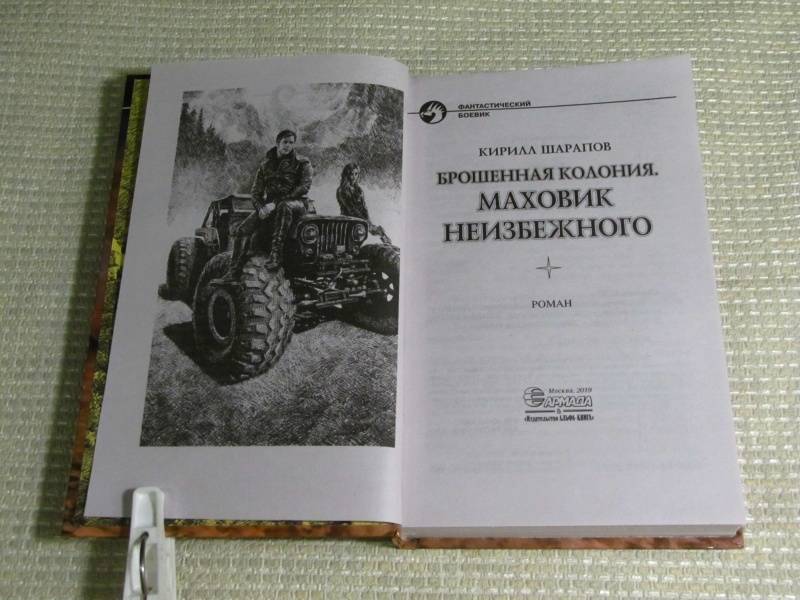 ФАНТАСТИЧЕСКИЙ
БОЕВИК
КИРИЛЛ ШАРАПОВ
БРОШЕННАЯ КОЛОНИЯ.
МАХОВИК
НЕИЗБЕЖНОГО
РОМАН
Москва, 2019
АРМАДА
&
«Издательство АЛЬФА-КНИГА»